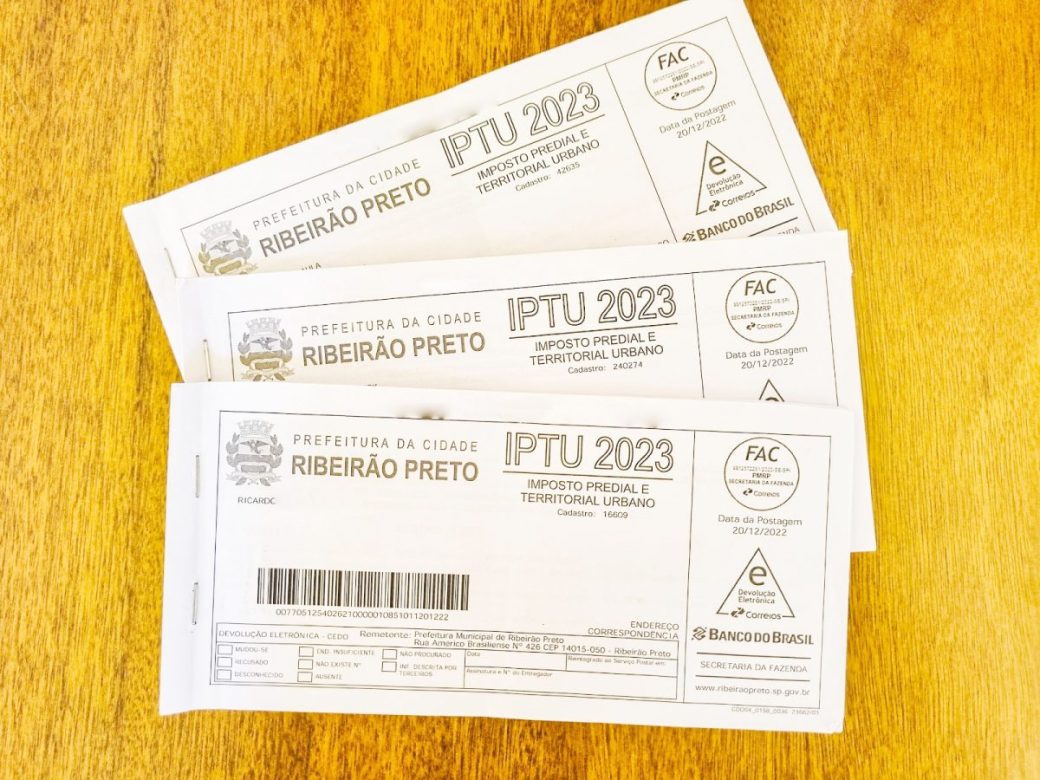 IPTU 2023
IMPOSTO PREDIAL E
TERRITORIAL URBANO
Cadastro: 42635
PREFEITURA DA CIDADE
RIBEIRÃO PRETO
FAC
PMRP
SECRETARIA DA FAZENDA
Correios
Data da Postagem
20/12/2022
e
Devolução
Eletrônica
Correios
BANCO DO BRASIL
PREFEITURA DA CIDADE
RIBEIRÃO PRETO
IPTU 2023
IMPOSTO PREDIAL E
TERRITORIAL URBANO
Cadastro: 240274
FAC
PMRP
SECRETARIA DA FAZENDA
Correios
Data da Postagem
20/12/2022
PREFEITURA DA CIDADE
RIBEIRÃO PRETO
RICARDO
IPTU 2023
IMPOSTO PREDIAL E
TERRITORIAL URBANO
Cadastro: 16609
FAC
PMRP
SECRETARIA DA FAZENDA
Correios
Data da Postagem
20/12/2022
e
Devolução
Eletrônica
Correios
BANCO DO BRASIL
SECRETARIA DA FAZENDA
www.ribeiraopreto.sp.gov.br
ENDEREÇO
CORRESPONDÊNCIA
DEVOLUÇÃO ELETRÔNICA - CEDO
Remetente: Prefeitura Municipal de Ribeirão Preto
Rua Américo Brasiliense Nº 426 CEP 14015-050 - Ribeirão Preto
MUDOU-SE
RECUSADO
DESCONHECIDO
END. INSUFICIENTE
NÃO EXISTE Nº
AUSENTE
NÃO PROCURADO
INF. DESCRITA POR
TERCEIROS
Data
Reintegrado ao Serviço Postal em:
Assinatura e N° do Entregador